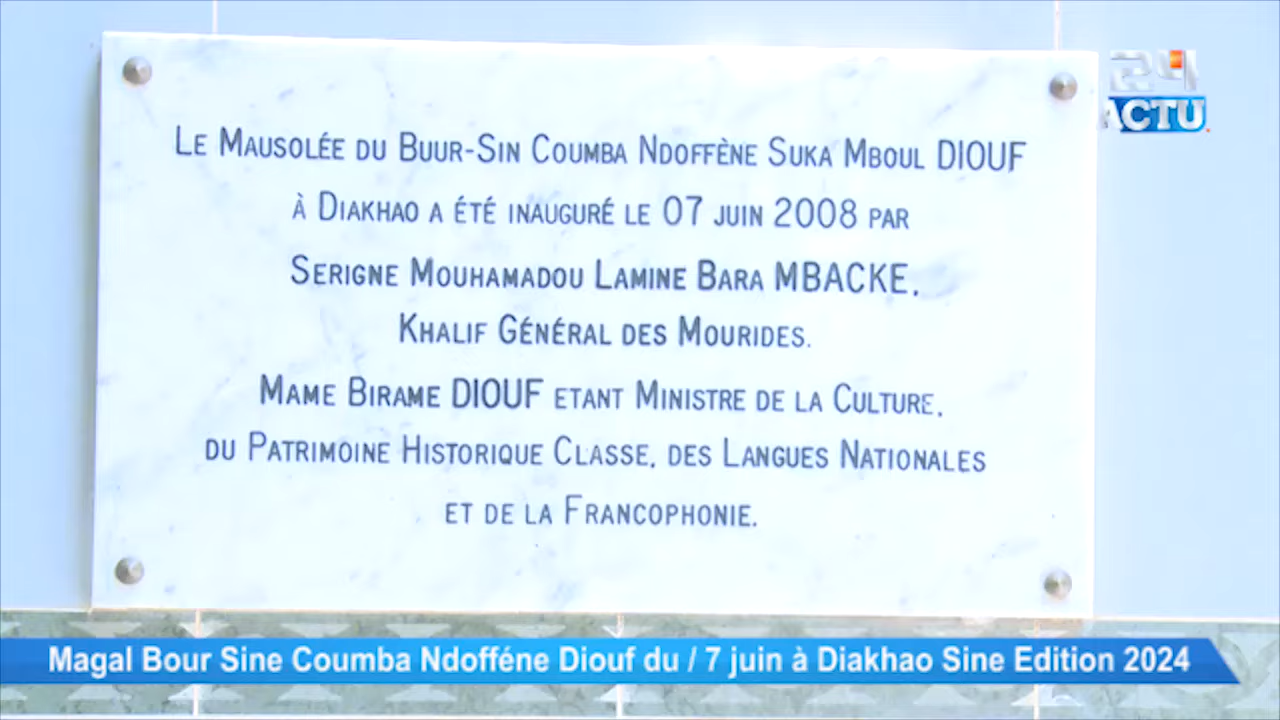 24
ACTU
Le Mausolée du Buur-Sin Coumba Ndoffène Suka Mboul DIOUF
à Diakhao a été inauguré le 07 juin 2008 par
Serigne Mouhamadou Lamine Bara MBACKE.
Khalif Général des Mourides.
Mame Birame DIOUF etant Ministre de la Culture.
du Patrimoine Historique Classe, des Langues Nationales
et de la Francophonie.
Magal Bour Sine Coumba Ndofféne Diouf du / 7 juin à Diakhao Sine Edition 2024